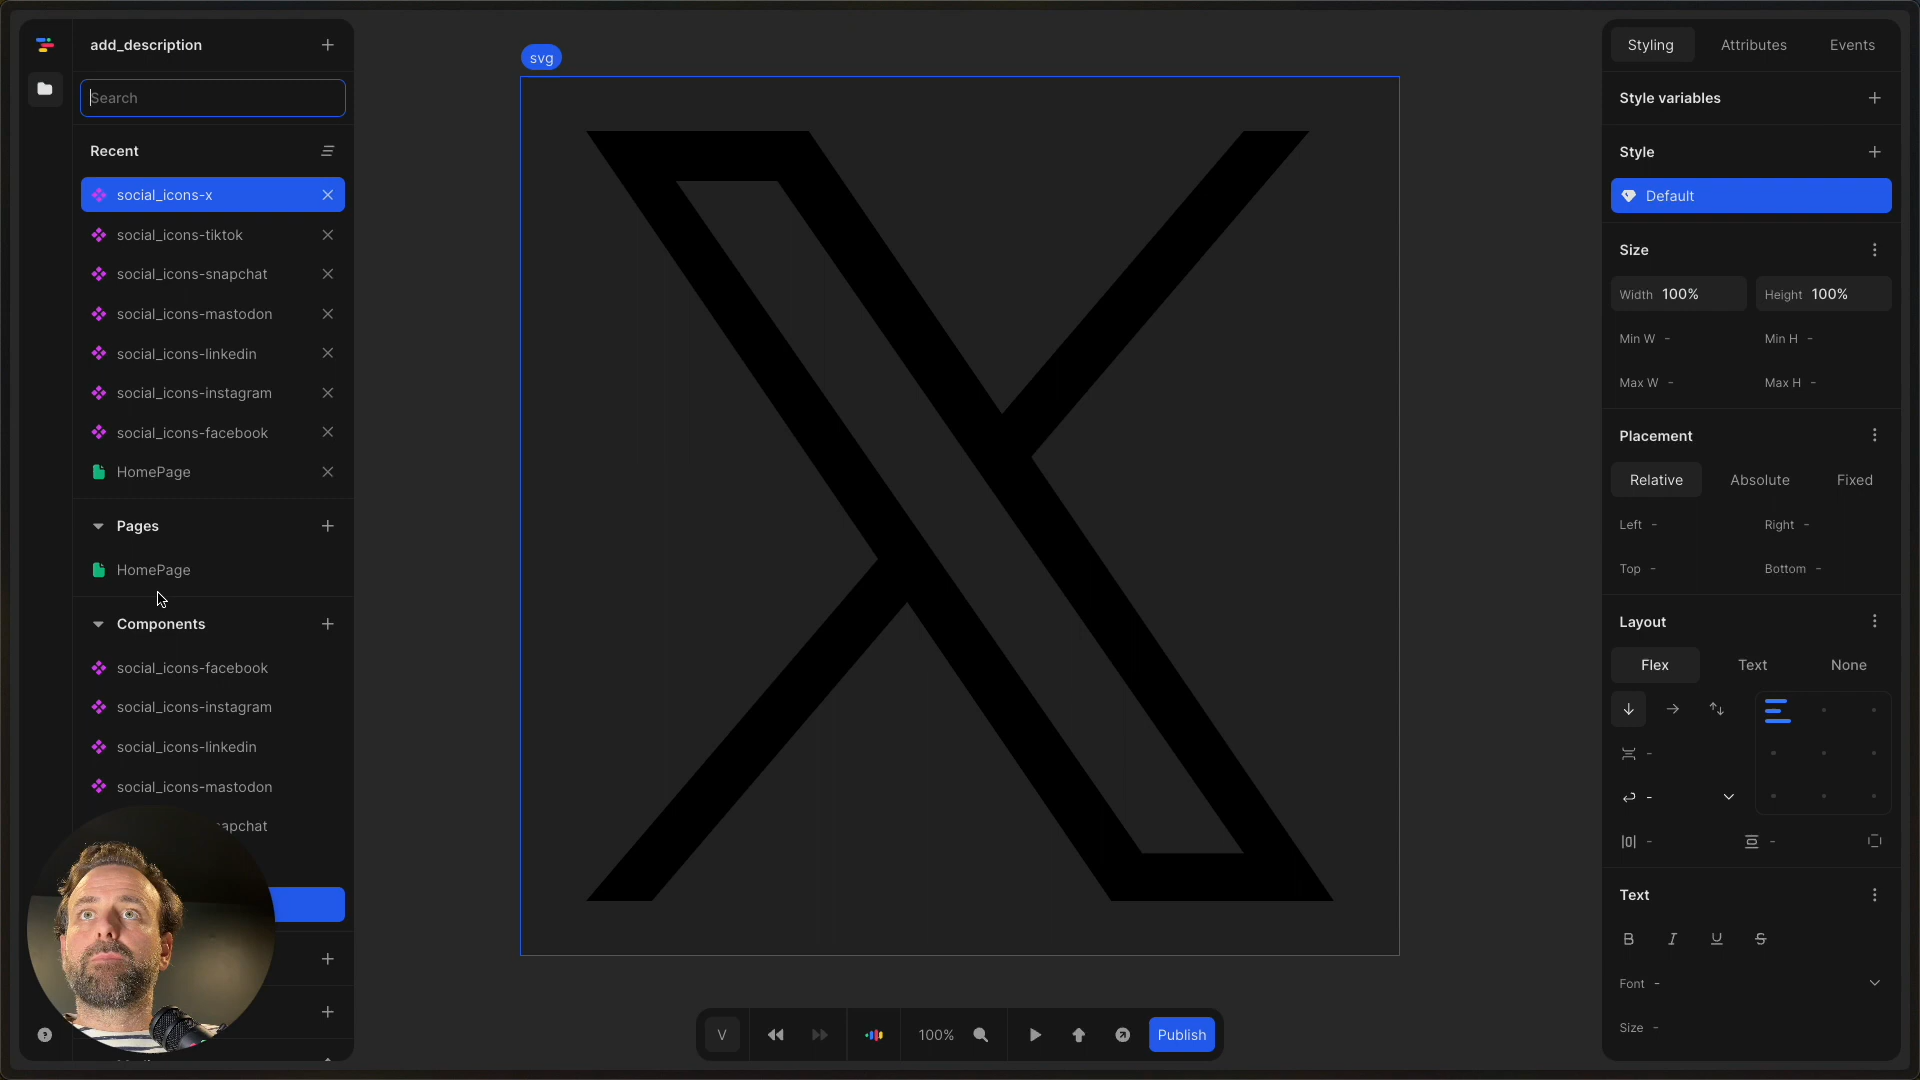 add_description
Search
Recent
social_icons-x
social_icons-tiktok
social_icons-snapchat
social_icons-mastodon
social_icons-linkedin
social_icons-instagram
social_icons-facebook
HomePage
Pages
HomePage
Components
social_icons-facebook
social_icons-instagram
social_icons-linkedin
social_icons-mastodon
apchat
svg
V
100%
Publish
Styling Attributes Events
Style variables
Style
Default
Size
Width 100% Height 100%
Min W - Min H -
Max W - Max H -
Placement
Relative Absolute Fixed
Left - Right -
Top - Bottom -
Layout
Flex Text None
-
-
- -
Text
B I U S
Font -
Size -